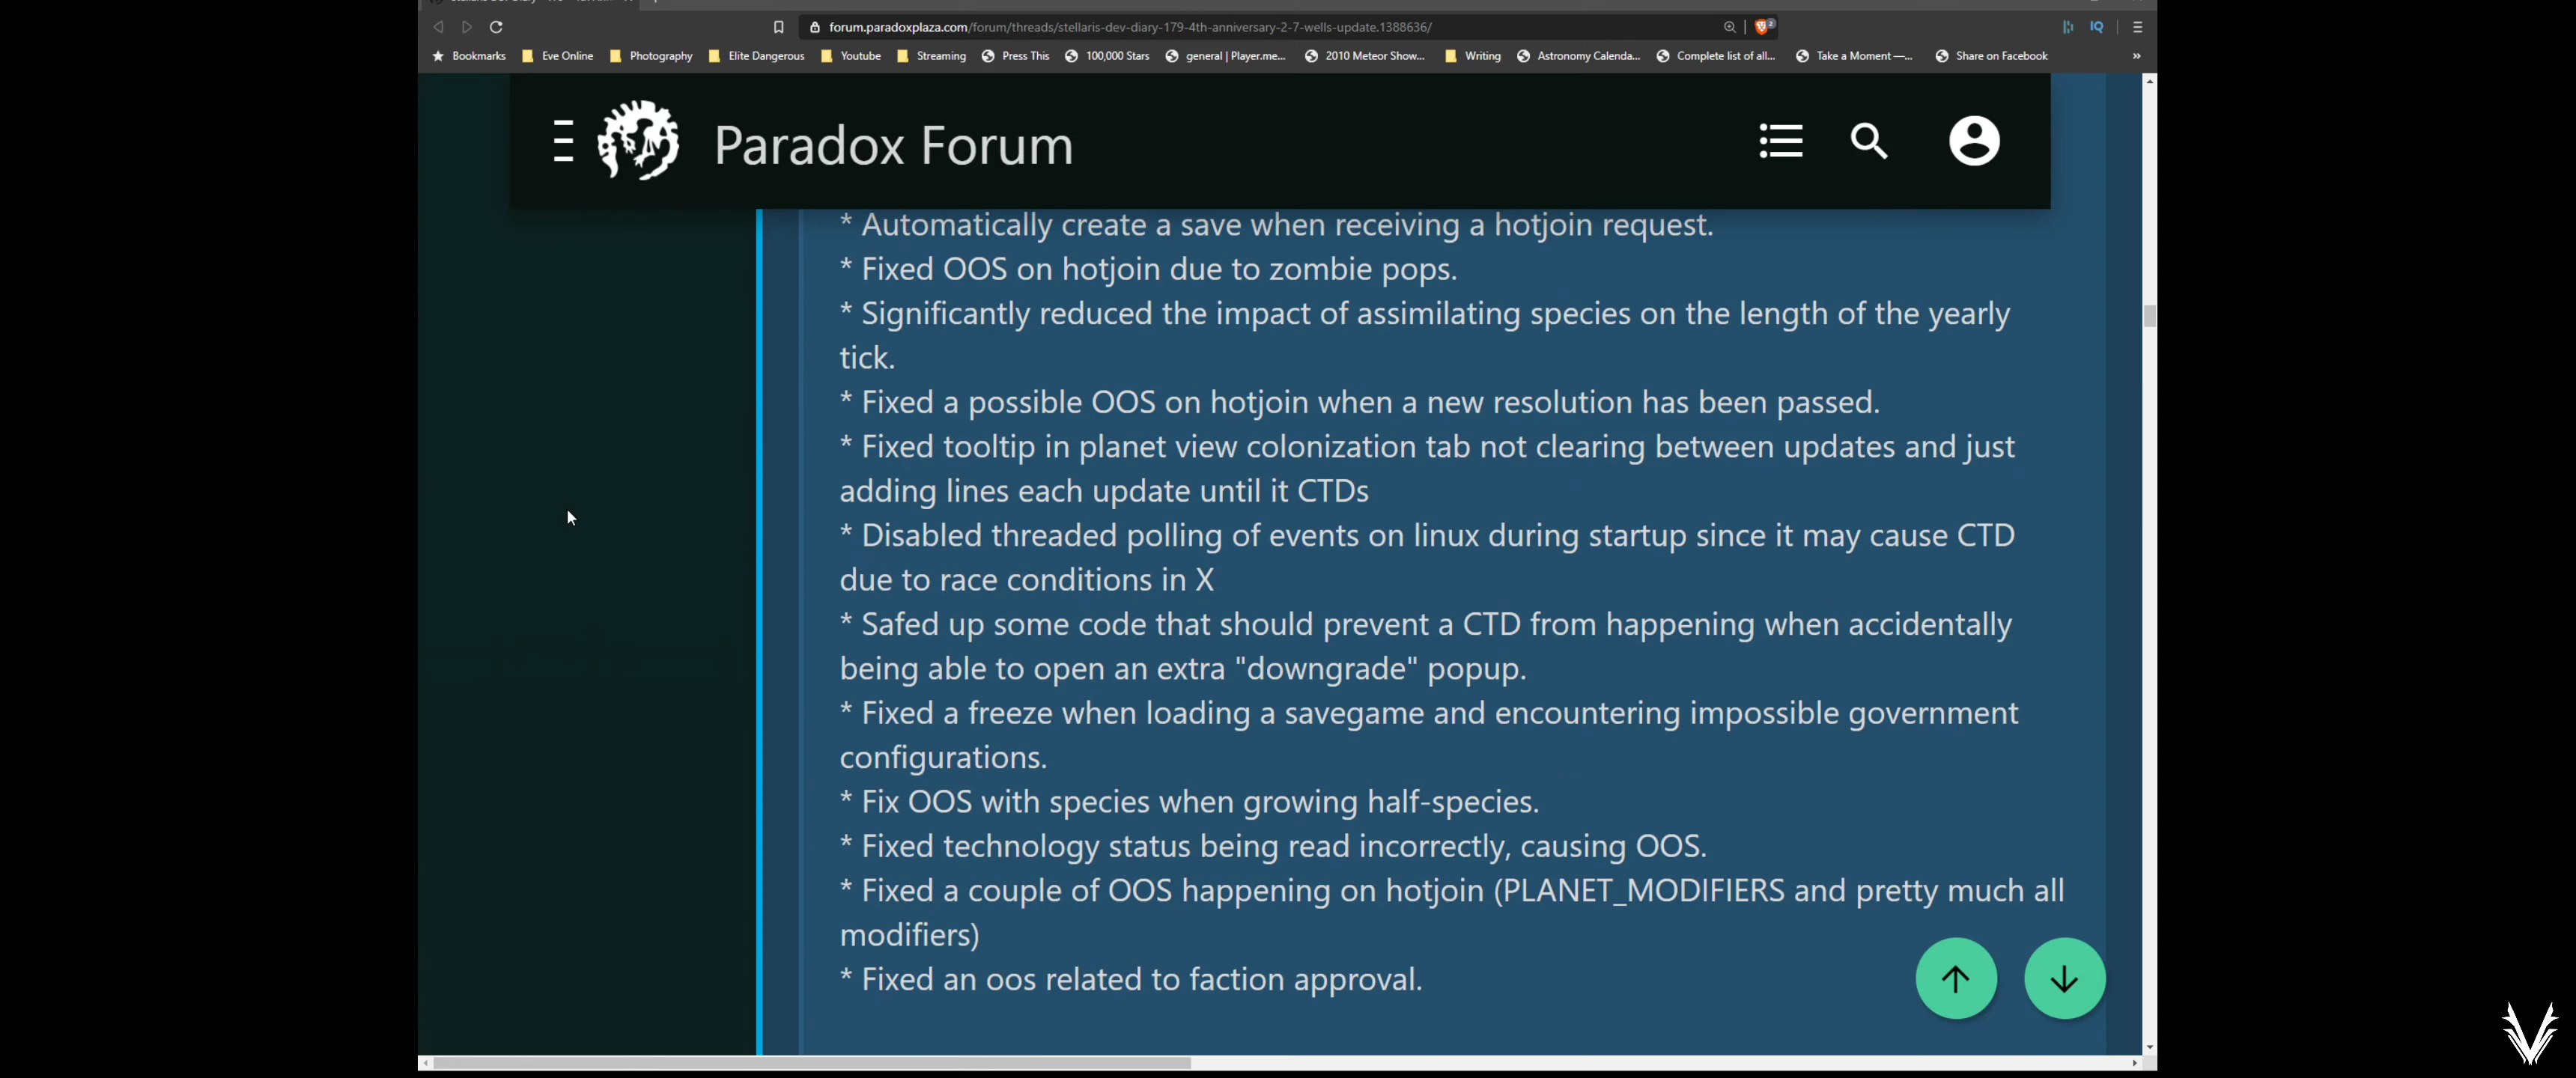 forum.paradoxplaza.com/forum/threads/stellaris-dev-diary-179-4th-anniversary-2-7-wells-update.1388636/
2
IQ
Bookmarks Eve Online Photography Elite Dangerous Youtube Streaming Press This 100,000 Stars general | Player.me... 2010 Meteor Show... Writing Astronomy Calenda... Complete list of all... Take a Moment —... Share on Facebook »
Paradox Forum
* Automatically create a save when receiving a hotjoin request.
* Fixed OOS on hotjoin due to zombie pops.
* Significantly reduced the impact of assimilating species on the length of the yearly
tick.
* Fixed a possible OOS on hotjoin when a new resolution has been passed.
* Fixed tooltip in planet view colonization tab not clearing between updates and just
adding lines each update until it CTDs
* Disabled threaded polling of events on linux during startup since it may cause CTD
due to race conditions in X
* Safed up some code that should prevent a CTD from happening when accidentally
being able to open an extra "downgrade" popup.
* Fixed a freeze when loading a savegame and encountering impossible government
configurations.
* Fix OOS with species when growing half-species.
* Fixed technology status being read incorrectly, causing OOS.
* Fixed a couple of OOS happening on hotjoin (PLANET_MODIFIERS and pretty much all
modifiers)
* Fixed an oos related to faction approval.